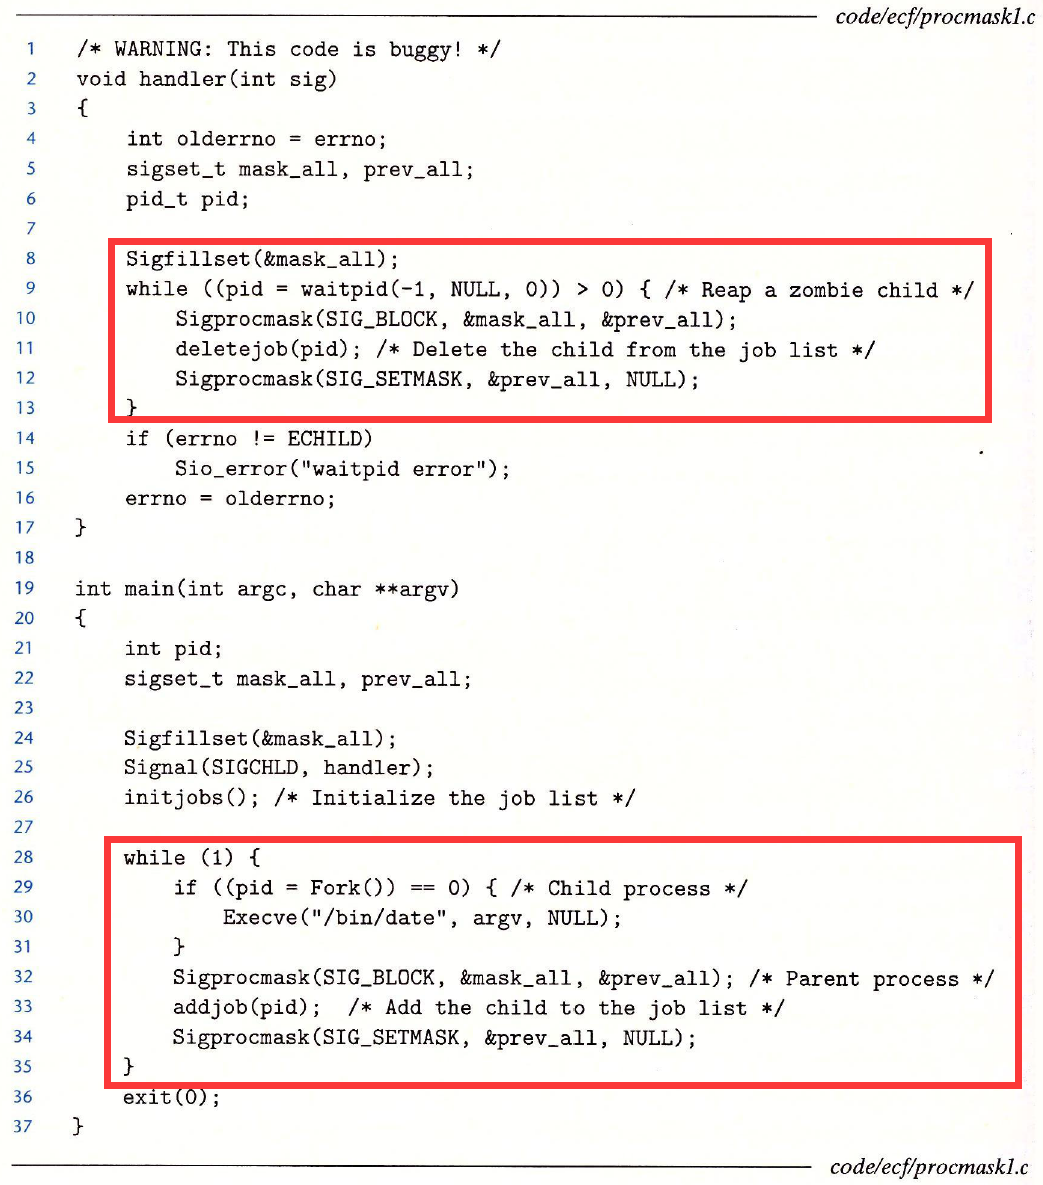 code/ecf/procmask1.c
1 /* WARNING: This code is buggy! */
2 void handler(int sig)
3 {
4     int olderrno = errno;
5     sigset_t mask_all, prev_all;
6     pid_t pid;
7
8     Sigfillset(&mask_all);
9     while ((pid = waitpid(-1, NULL, 0)) > 0) { /* Reap a zombie child */
10         Sigprocmask(SIG_BLOCK, &mask_all, &prev_all);
11         deletejob(pid); /* Delete the child from the job list */
12         Sigprocmask(SIG_SETMASK, &prev_all, NULL);
13     }
14     if (errno != ECHILD)
15         Sio_error("waitpid error");
16     errno = olderrno;
17 }
18
19 int main(int argc, char **argv)
20 {
21     int pid;
22     sigset_t mask_all, prev_all;
23
24     Sigfillset(&mask_all);
25     Signal(SIGCHLD, handler);
26     initjobs(); /* Initialize the job list */
27
28     while (1) {
29         if ((pid = Fork()) == 0) { /* Child process */
30             Execve("/bin/date", argv, NULL);
31         }
32         Sigprocmask(SIG_BLOCK, &mask_all, &prev_all); /* Parent process */
33         addjob(pid);  /* Add the child to the job list */
34         Sigprocmask(SIG_SETMASK, &prev_all, NULL);
35     }
36     exit(0);
37 }
code/ecf/procmask1.c